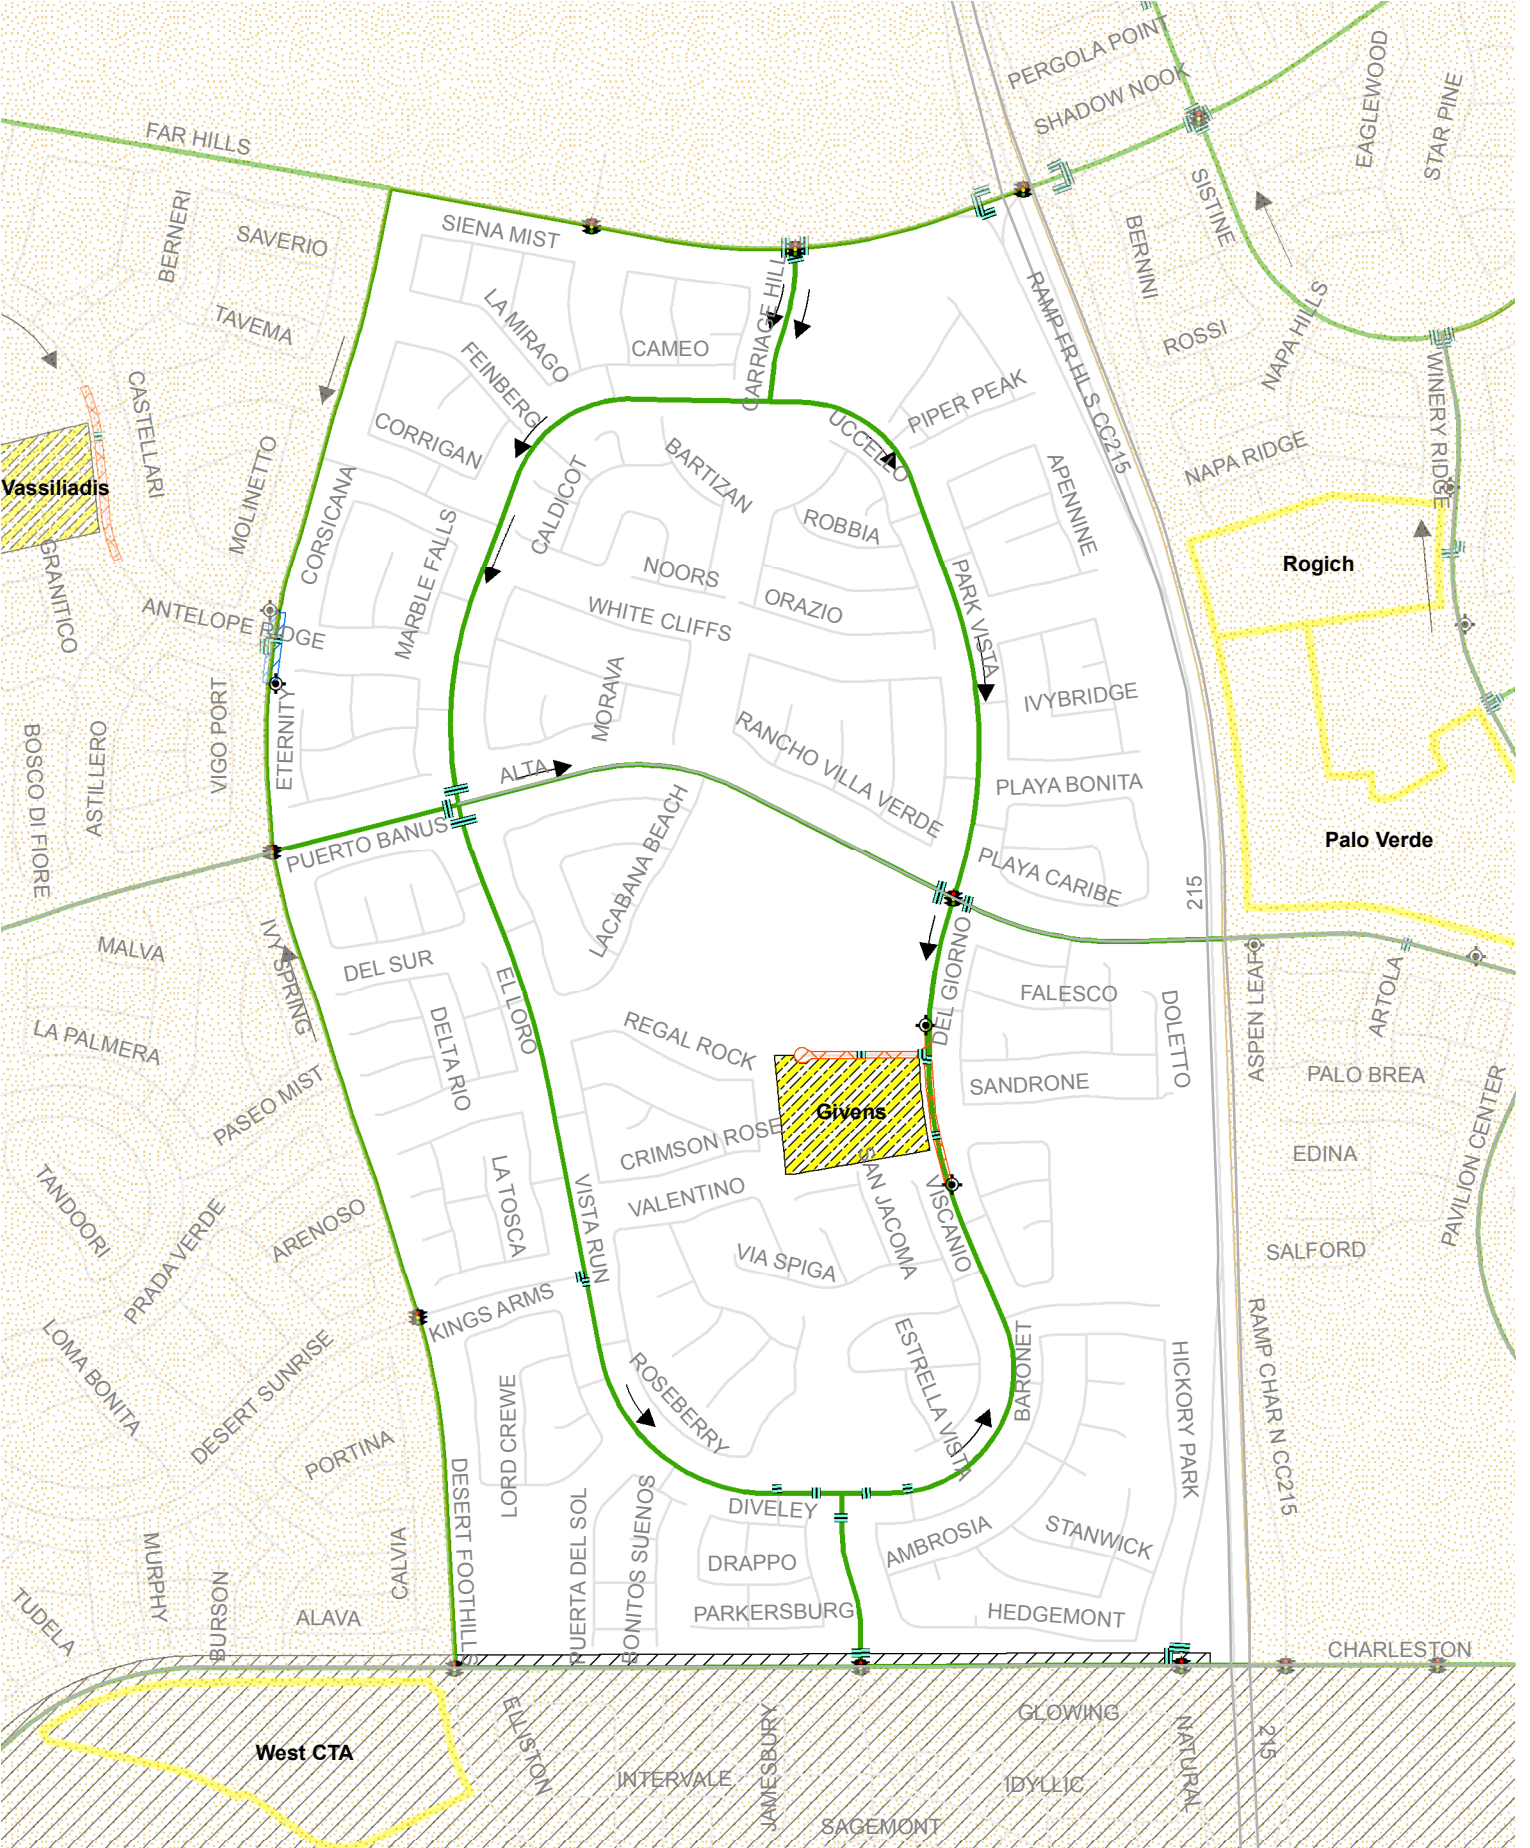 PERGOLA POINT
EAGLEWOOD
SHADOW NOOK
STAR PINE
FAR HILLS
SIENA MIST
BERNERI
SAVERIO
SISTINE
BERNINI
CARRIAGE HILL
RAMP FR HLS CC215
TAVEMA
LA MIRAGO
CAMEO
ROSSI
NAPA HILLS
FEINBERG
CASTELLARI
PIPER PEAK
WINERY RIDGE
CORRIGAN
UCCELLO
BARTIZAN
NAPA RIDGE
Vassiliadis
MOLINETTO
CALDICOT
APENNINE
CORSICANA
ROBBIA
MARBLE FALLS
NOORS
Rogich
GRANITICO
ANTELOPE RIDGE
WHITE CLIFFS
ORAZIO
PARK VISTA
MORAVA
IVYBRIDGE
VIGO PORT
ETERNITY
BOSCO DI FIORE
ASTILLERO
RANCHO VILLA VERDE
ALTA
PLAYA BONITA
PUERTO BANUS
Palo Verde
LACABANA BEACH
PLAYA CARIBE
215
MALVA
IVY SPRING
DEL SUR
EL LORO
DEL GIORNO
FALESCO
DOLETTO
ASPEN LEAF
ARTOLA
LA PALMERA
DELTA RIO
REGAL ROCK
PASEO MIST
SANDRONE
PALO BREA
Givens
CRIMSON ROSE
EDINA
PAVILION CENTER
TANDOORI
PRADA VERDE
ARENOSO
LA TOSCA
VISTA RUN
VALENTINO
SAN JACOMA
VISCANIO
VIA SPIGA
SALFORD
KINGS ARMS
LOMA BONITA
DESERT SUNRISE
ESTRELLA VISTA
BARONET
HICKORY PARK
RAMP CHAR N CC215
ROSEBERRY
LORD CREWE
PORTINA
DESERT FOOTHILLS
PUERTA DEL SOL
BONITOS SUENOS
DIVELEY
AMBROSIA
STANWICK
MURPHY
CALVIA
DRAPPO
TUDELA
BURSON
ALAVA
PARKERSBURG
HEDGEMONT
CHARLESTON
ELLISTON
JAMESBURY
GLOWING
NATURAL
215
West CTA
INTERVALE
IDYLLIC
SAGEMONT